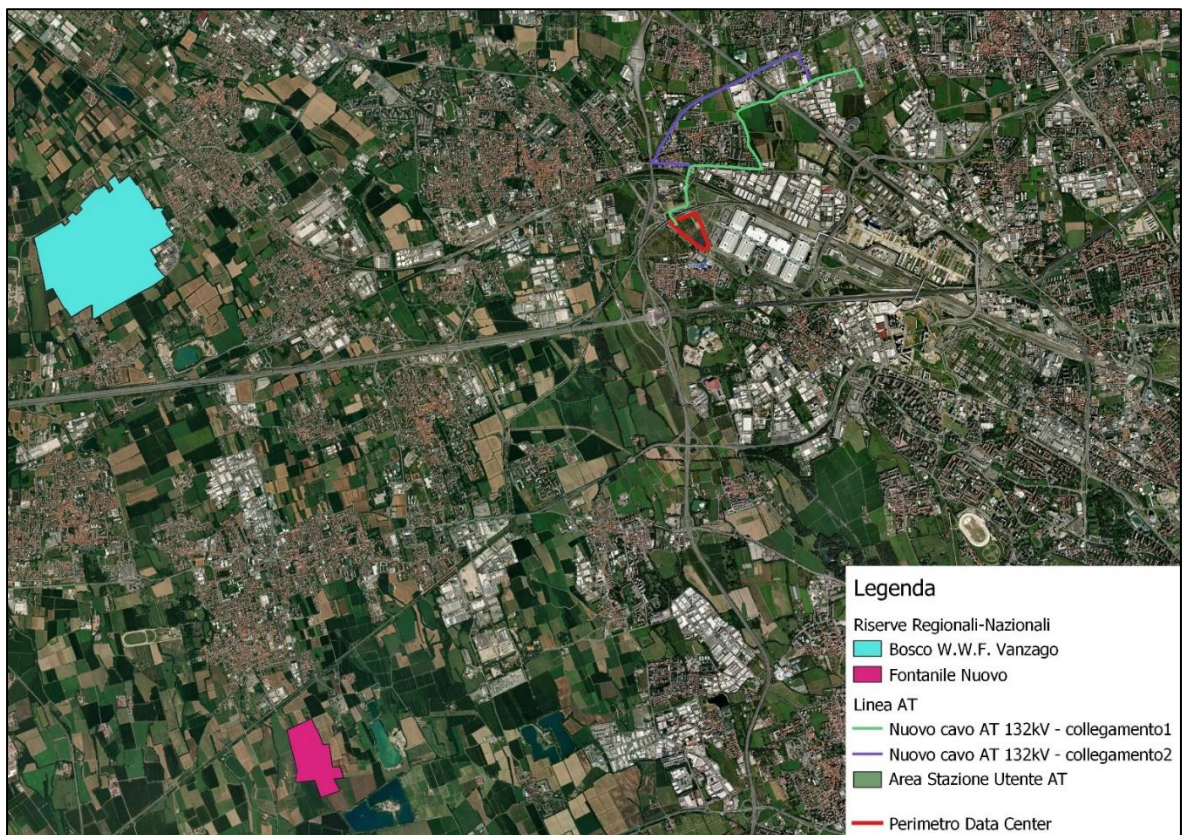 Legenda
Riserve Regionali-Nazionali
Bosco W.W.F. Vanzago
Fontanile Nuovo
Linea AT
Nuovo cavo AT 132kV - collegamento1
Nuovo cavo AT 132kV - collegamento2
Area Stazione Utente AT
Perimetro Data Center